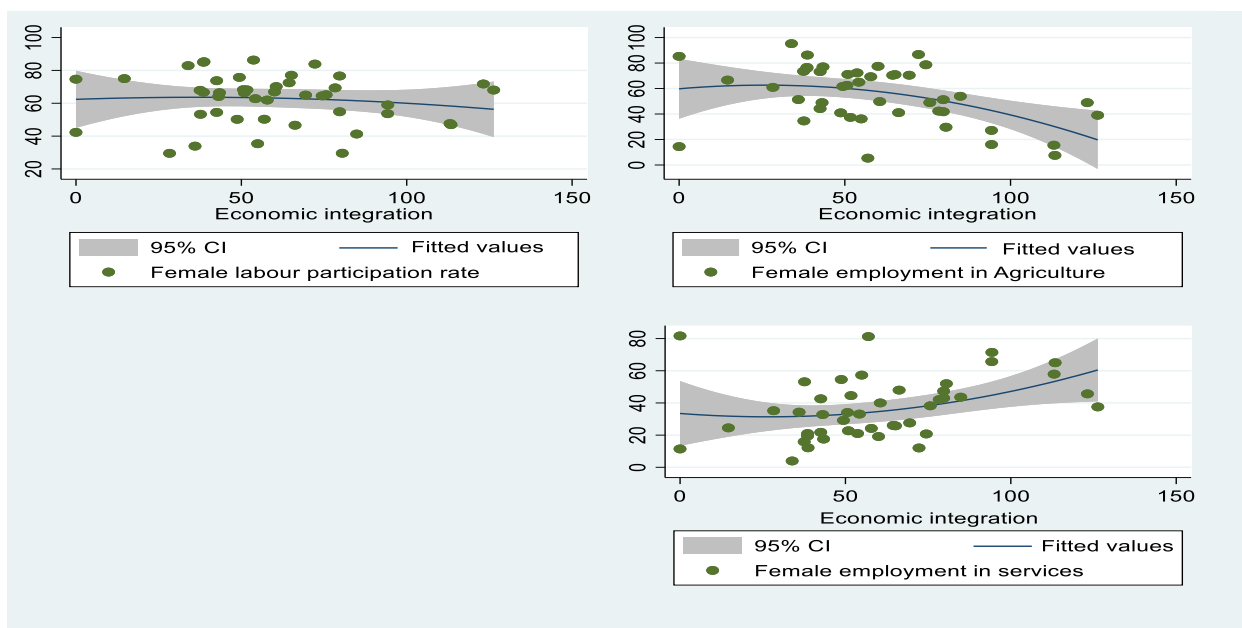 100
80
60
40
20
0 50 100 150
Economic integration
95% CI Fitted values
Female labour participation rate
100
80
60
40
20
0
0 50 100 150
Economic integration
95% CI Fitted values
Female employment in Agriculture
80
60
40
20
0
0 50 100 150
Economic integration
95% CI Fitted values
Female employment in services